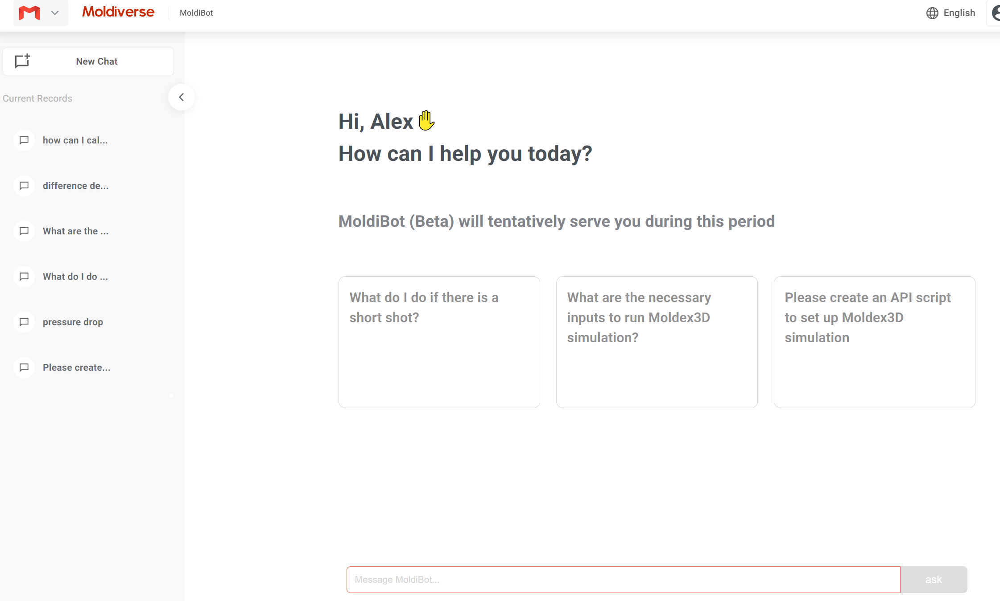 Moldiverse
MoldiBot
English
New Chat
Current Records
how can I cal...
difference de...
What are the ...
What do I do ...
pressure drop
Please create...
Hi, Alex
How can I help you today?
MoldiBot (Beta) will tentatively serve you during this period
What do I do if there is a
short shot?
What are the necessary
inputs to run Moldex3D
simulation?
Please create an API script
to set up Moldex3D
simulation
Message MoldiBot...
ask